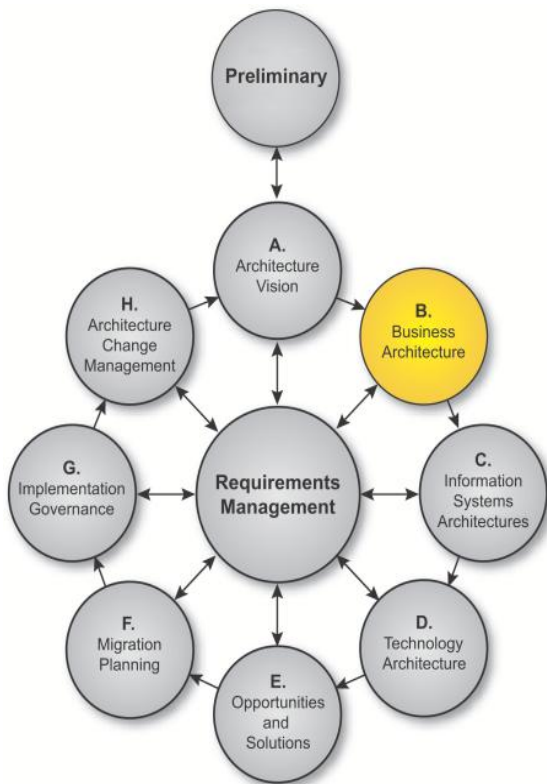 Preliminary
A.
Architecture
Vision
B.
Business
Architecture
C.
Information
Systems
Architectures
D.
Technology
Architecture
E.
Opportunities
and
Solutions
F.
Migration
Planning
G.
Implementation
Governance
H.
Architecture
Change
Management
Requirements
Management